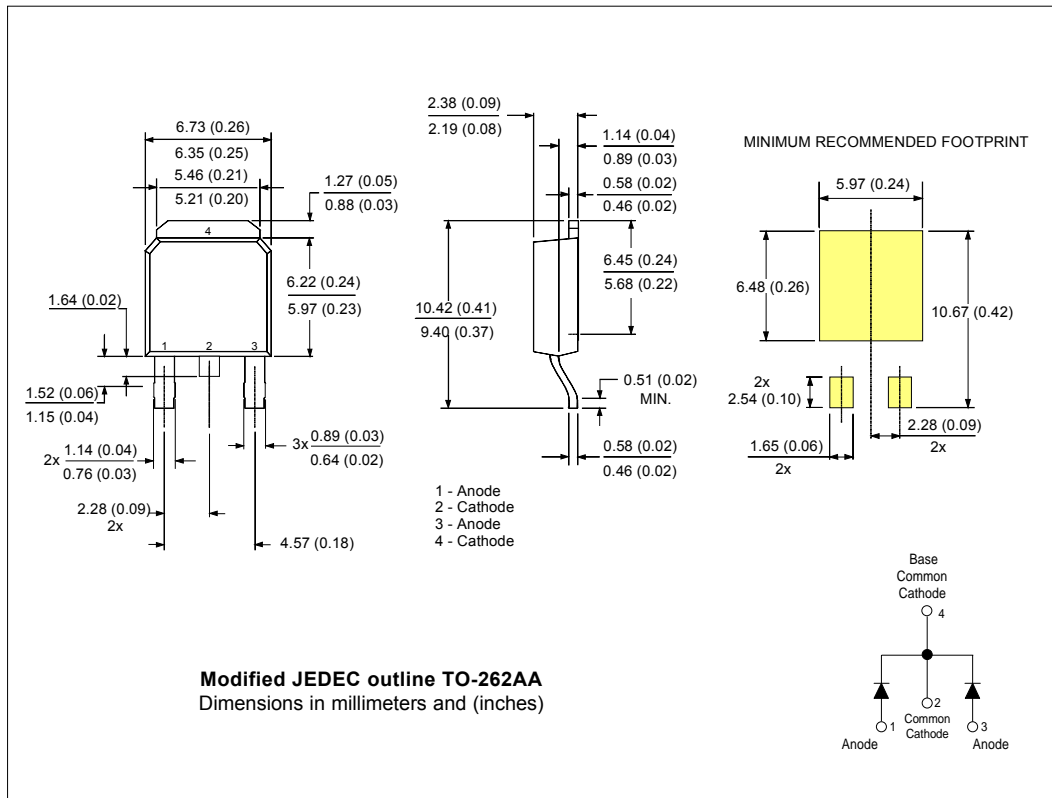 6.73 (0.26)
6.35 (0.25)
5.46 (0.21)
5.21 (0.20)
1.27 (0.05)
0.88 (0.03)
4
6.22 (0.24)
5.97 (0.23)
1.64 (0.02)
1
2
3
1.52 (0.06)
1.15 (0.04)
2x
1.14 (0.04)
0.76 (0.03)
3x
0.89 (0.03)
0.64 (0.02)
2.28 (0.09)
2x
4.57 (0.18)
2.38 (0.09)
2.19 (0.08)
1.14 (0.04)
0.89 (0.03)
0.58 (0.02)
0.46 (0.02)
6.45 (0.24)
5.68 (0.22)
10.42 (0.41)
9.40 (0.37)
0.51 (0.02)
MIN.
0.58 (0.02)
0.46 (0.02)
1 - Anode
2 - Cathode
3 - Anode
4 - Cathode
MINIMUM RECOMMENDED FOOTPRINT
5.97 (0.24)
6.48 (0.26)
10.67 (0.42)
2x
2.54 (0.10)
1.65 (0.06)
2x
2.28 (0.09)
2x
Base
Common
Cathode
4
2
Common
Cathode
1
Anode
3
Anode
Modified JEDEC outline TO-262AA
Dimensions in millimeters and (inches)